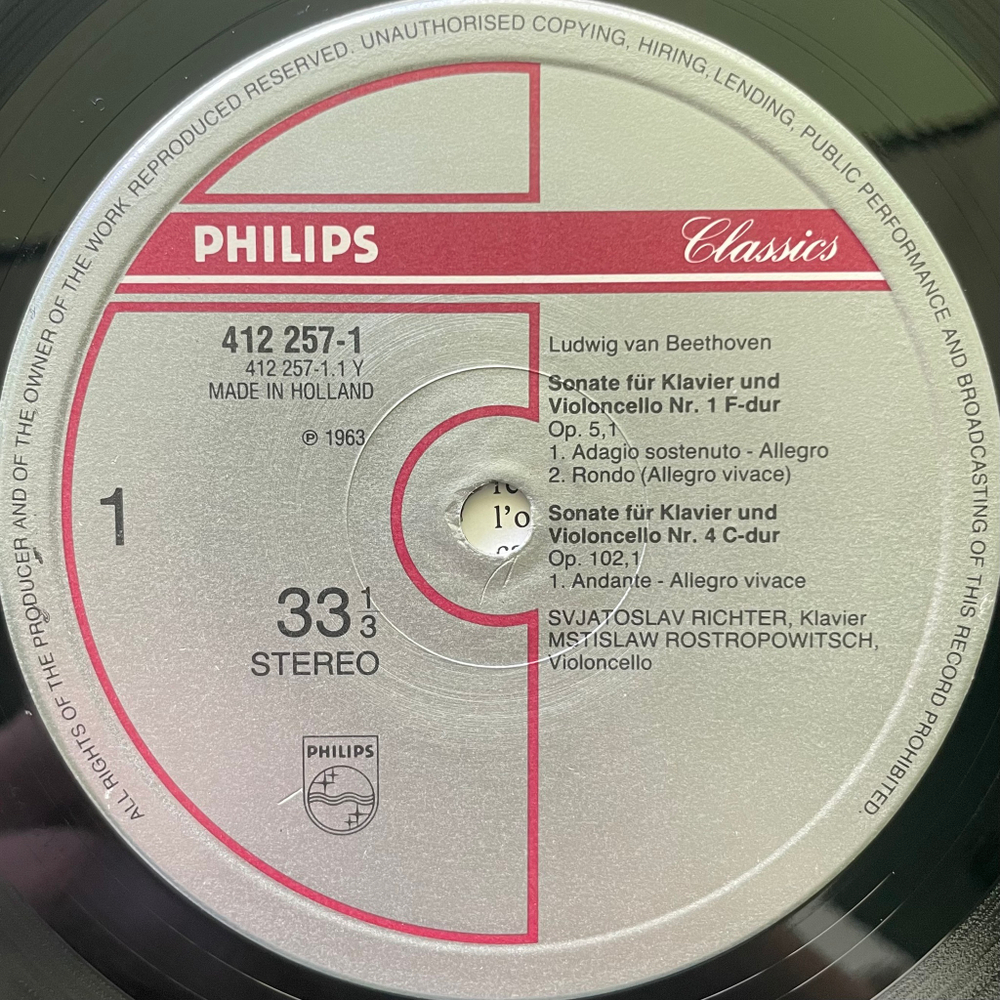 ALL RIGHTS OF THE PRODUCER AND OF THE OWNER OF THE WORK REPRODUCED RESERVED. UNAUTHORISED COPYING, HIRING, LENDING, PUBLIC PERFORMANCE AND BROADCASTING OF THIS RECORD PROHIBITED.
PHILIPS Classics
412 257-1
412 257-1.1 Y
MADE IN HOLLAND
℗ 1963
1
33 1/3
STEREO
PHILIPS
Ludwig van Beethoven
Sonate für Klavier und
Violoncello Nr. 1 F-dur
Op. 5,1
1. Adagio sostenuto - Allegro
2. Rondo (Allegro vivace)
Sonate für Klavier und
Violoncello Nr. 4 C-dur
Op. 102,1
1. Andante - Allegro vivace
SVJATOSLAV RICHTER, Klavier
MSTISLAW ROSTROPOWITSCH,
Violoncello
l'o